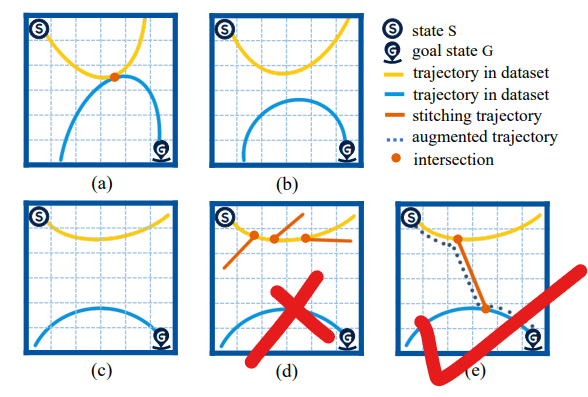 S
G
(a)
S
G
(b)
S state S
G goal state G
trajectory in dataset
trajectory in dataset
stitching trajectory
augmented trajectory
intersection
S
G
(c)
S
G
(d)
S
G
(e)